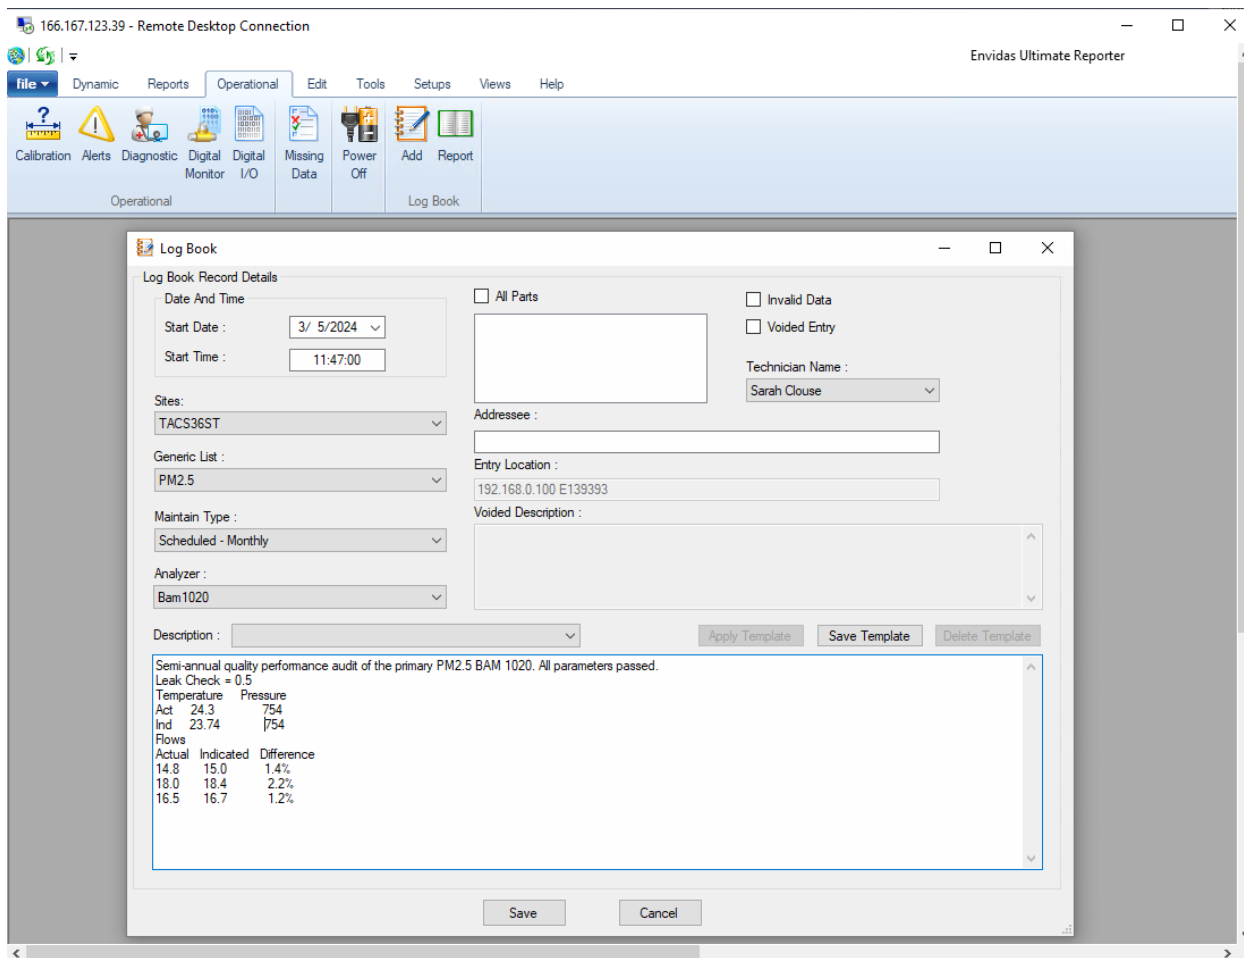 166.167.123.39 - Remote Desktop Connection
Envidas Ultimate Reporter
file Dynamic Reports Operational Edit Tools Setups Views Help
Calibration Alerts Diagnostic Digital Monitor Digital I/O Missing Data Power Off Add Report
Operational Log Book
Log Book
Log Book Record Details
Date And Time
Start Date : 3/ 5/2024
Start Time : 11:47:00
Sites:
TACS36ST
Generic List :
PM2.5
Maintain Type :
Scheduled - Monthly
Analyzer :
Bam1020
All Parts
Addressee :
Entry Location :
192.168.0.100 E139393
Voided Description :
Invalid Data
Voided Entry
Technician Name :
Sarah Clouse
Description : Apply Template Save Template Delete Template
Semi-annual quality performance audit of the primary PM2.5 BAM 1020. All parameters passed.
Leak Check = 0.5
Temperature Pressure
Act 24.3 754
Ind 23.74 754
Flows
Actual Indicated Difference
14.8 15.0 1.4%
18.0 18.4 2.2%
16.5 16.7 1.2%
Save Cancel